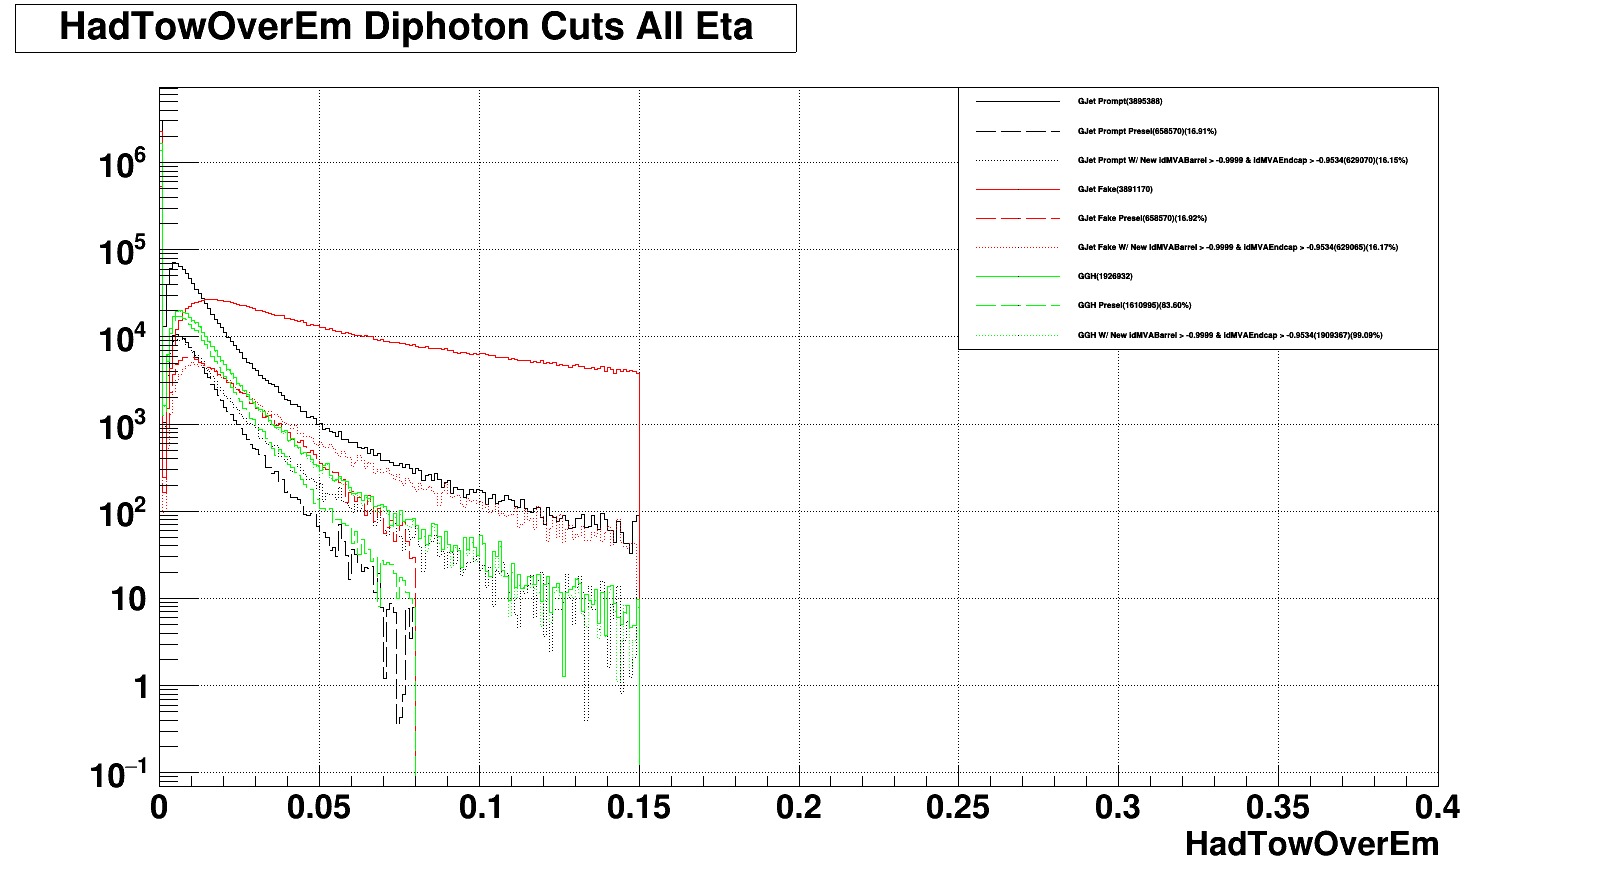 HadTowOverEm Diphoton Cuts All Eta
GJet Prompt(3895388)
GJet Prompt Presel(658570)(16.91%)
GJet Prompt W/ New idMVABarrel > -0.9999 & idMVAEndcap > -0.9534(629070)(16.15%)
GJet Fake(3891170)
GJet Fake Presel(658570)(16.92%)
GJet Fake W/ New idMVABarrel > -0.9999 & idMVAEndcap > -0.9534(629065)(16.17%)
GGH(1926932)
GGH Presel(1610995)(83.60%)
GGH W/ New idMVABarrel > -0.9999 & idMVAEndcap > -0.9534(1909367)(99.09%)
10^6
10^5
10^4
10^3
10^2
10
1
10^−1
0 0.05 0.1 0.15 0.2 0.25 0.3 0.35 0.4
HadTowOverEm